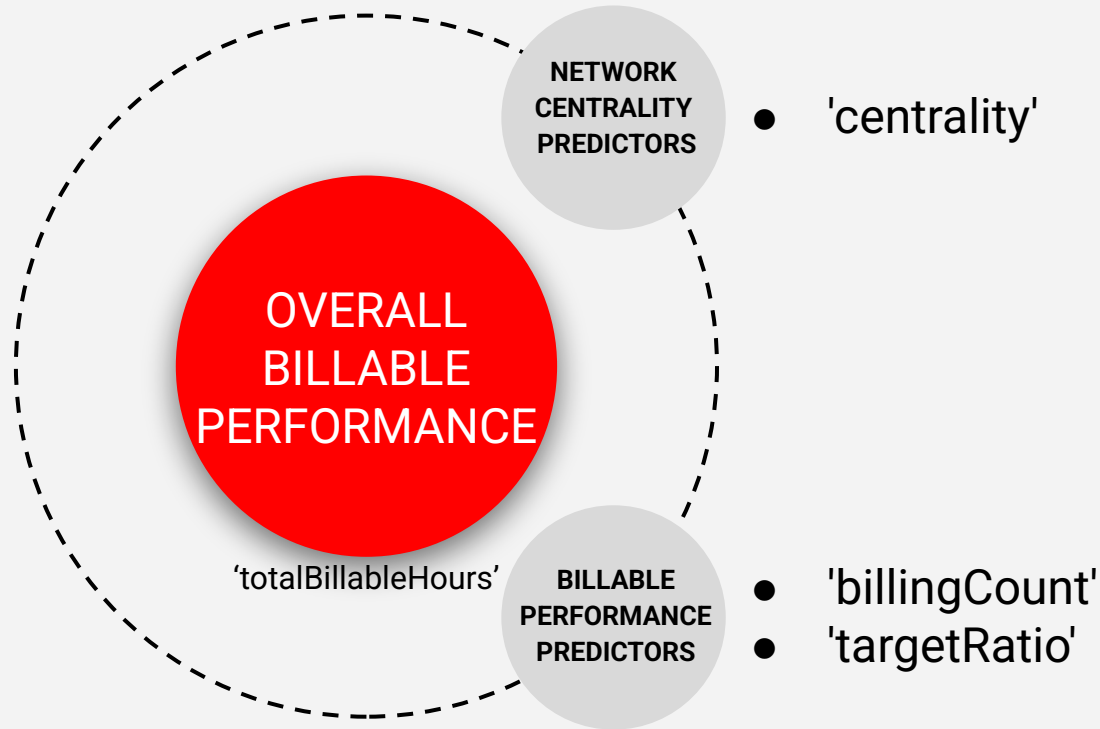 NETWORK
CENTRALITY
PREDICTORS
● 'centrality'
OVERALL
BILLABLE
PERFORMANCE
‘totalBillableHours’
BILLABLE
PERFORMANCE
PREDICTORS
● 'billingCount'
● 'targetRatio'